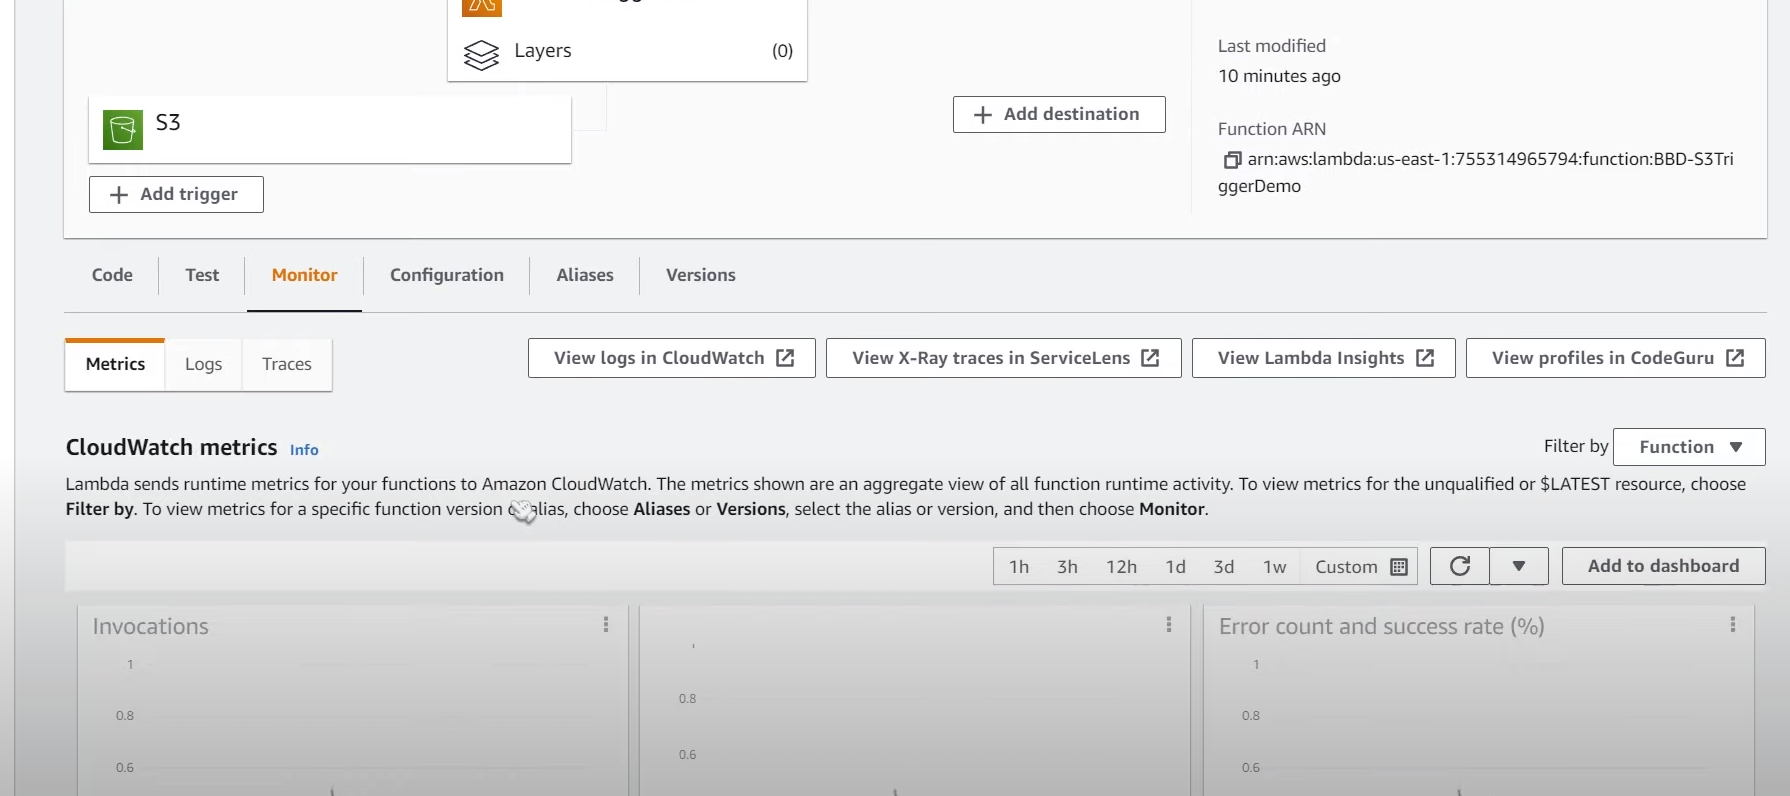 Layers (0)
S3
Add trigger
Add destination
Last modified
10 minutes ago
Function ARN
arn:aws:lambda:us-east-1:755314965794:function:BBD-S3Tri
ggerDemo
Code Test Monitor Configuration Aliases Versions
Metrics Logs Traces
View logs in CloudWatch View X-Ray traces in ServiceLens View Lambda Insights View profiles in CodeGuru
CloudWatch metrics Info
Filter by Function
Lambda sends runtime metrics for your functions to Amazon CloudWatch. The metrics shown are an aggregate view of all function runtime activity. To view metrics for the unqualified or $LATEST resource, choose
Filter by. To view metrics for a specific function version alias, choose Aliases or Versions, select the alias or version, and then choose Monitor.
1h 3h 12h 1d 3d 1w Custom Add to dashboard
Invocations
1
0.8
0.6
0.8
0.6
Error count and success rate (%)
1
0.8
0.6